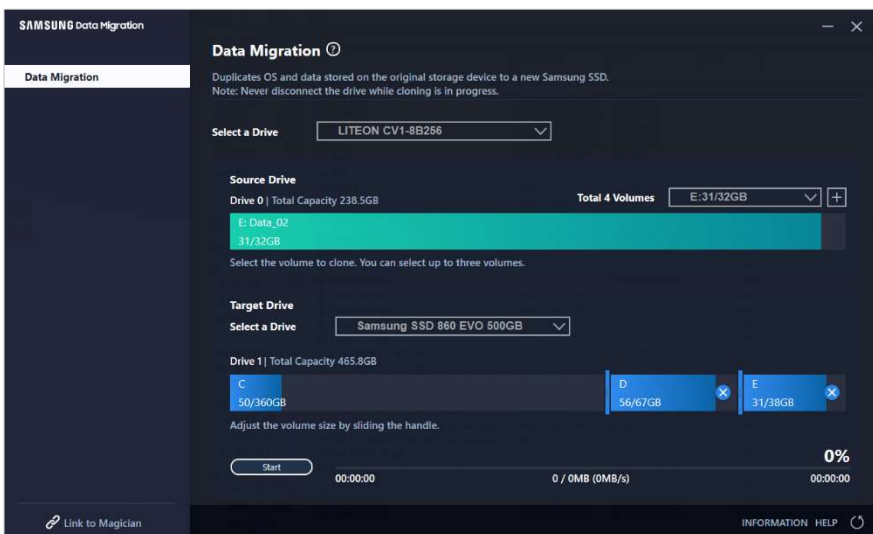 SAMSUNG Data Migration
Data Migration
Data Migration
Duplicates OS and data stored on the original storage device to a new Samsung SSD.
Note: Never disconnect the drive while cloning is in progress.
Select a Drive
LITEON CV1-8B256
Source Drive
Drive 0 | Total Capacity 238.5GB
Total 4 Volumes
E:31/32GB
E: Data_02
31/32GB
Select the volume to clone. You can select up to three volumes.
Target Drive
Select a Drive
Samsung SSD 860 EVO 500GB
Drive 1 | Total Capacity 465.8GB
C
50/360GB
D
56/67GB
E
31/38GB
Adjust the volume size by sliding the handle.
0%
Start
00:00:00
0 / 0MB (0MB/s)
00:00:00
Link to Magician
INFORMATION HELP